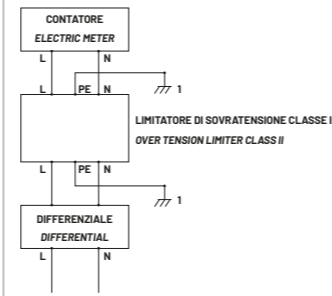 CONTATORE
ELECTRIC METER
L N
L PE N
1
LIMITATORE DI SOVRATENSIONE CLASSE I
OVER TENSION LIMITER CLASS II
L PE N
1
DIFFERENZIALE
DIFFERENTIAL
L N